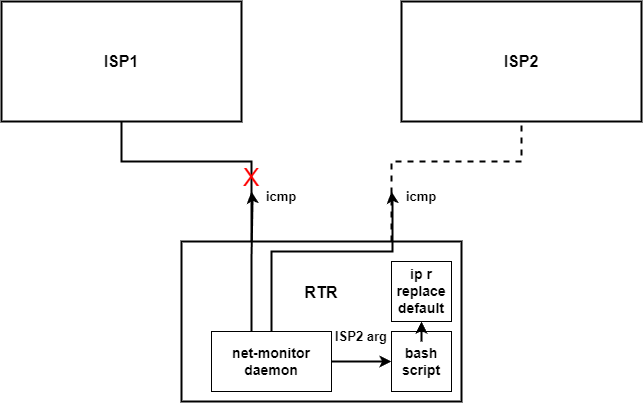 ISP1
ISP2
X
icmp
icmp
RTR
ip r
replace
default
ISP2 arg
net-monitor
daemon
bash
script